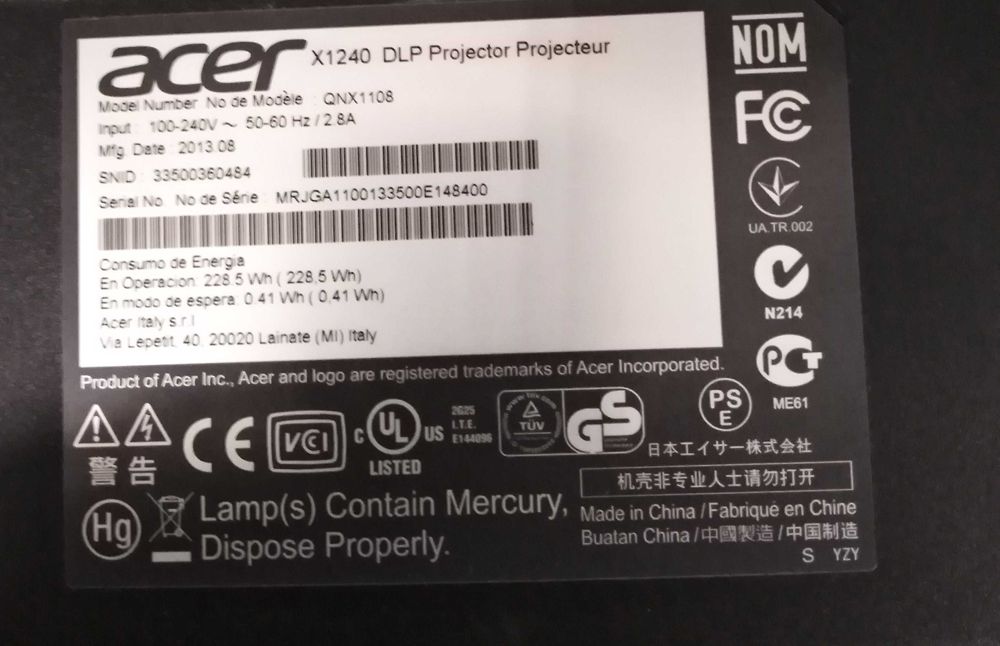 acer X1240 DLP Projector Projecteur
Model Number No de Modèle : QNX1108
Input : 100-240V ～ 50-60 Hz / 2.8A
Mfg. Date : 2013.08
SNID : 33500360484
Serial No. No de Série : MRJGA1100133500E148400
Consumo de Energia
En Operacion: 228.5 Wh ( 228,5 Wh)
En modo de espera: 0.41 Wh ( 0,41 Wh)
Acer Italy s.r.l
Via Lepetit, 40, 20020 Lainate (MI) Italy
NOM
FC
UA.TR.002
N214
PCT
ME61
Product of Acer Inc., Acer and logo are registered trademarks of Acer Incorporated.
警告
CE
VCI
c UL US
LISTED
2G25
I.T.E.
E144096
www.tuv.com
TÜV
GS
PS
E
日本エイサー株式会社
机壳非专业人士请勿打开
Hg
Lamp(s) Contain Mercury,
Dispose Properly.
Made in China / Fabriqué en Chine
Buatan China / 中國製造 / 中国制造
S YZY